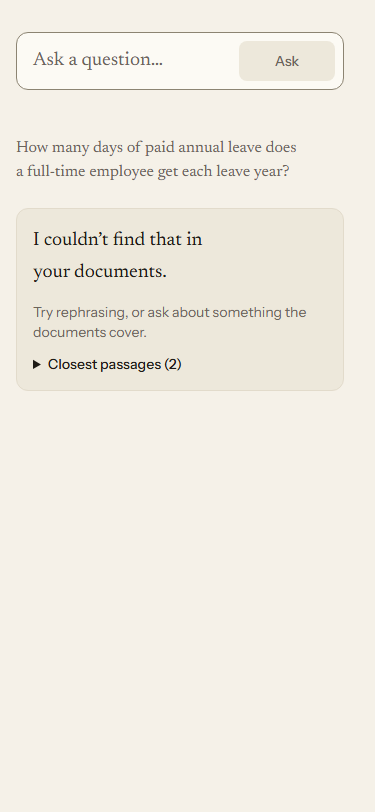 Ask a question...
Ask
How many days of paid annual leave does
a full-time employee get each leave year?
I couldn’t find that in
your documents.
Try rephrasing, or ask about something the
documents cover.
Closest passages (2)